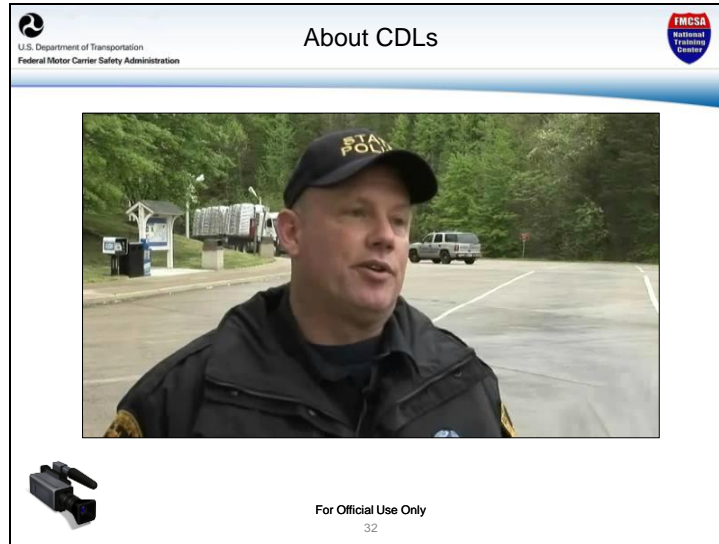 U.S. Department of Transportation
Federal Motor Carrier Safety Administration
About CDLs
FMCSA
National
Training
Center
STATE
POLICE
For Official Use Only
32